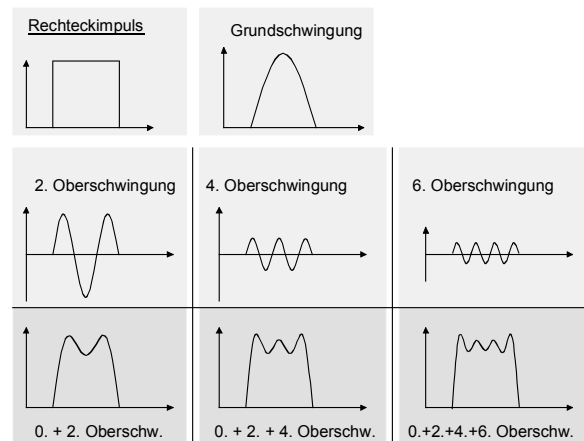 Rechteckimpuls
Grundschwingung
2. Oberschwingung
4. Oberschwingung
6. Oberschwingung
0. + 2. Oberschw.
0. + 2. + 4. Oberschw.
0.+2.+4.+6. Oberschw.